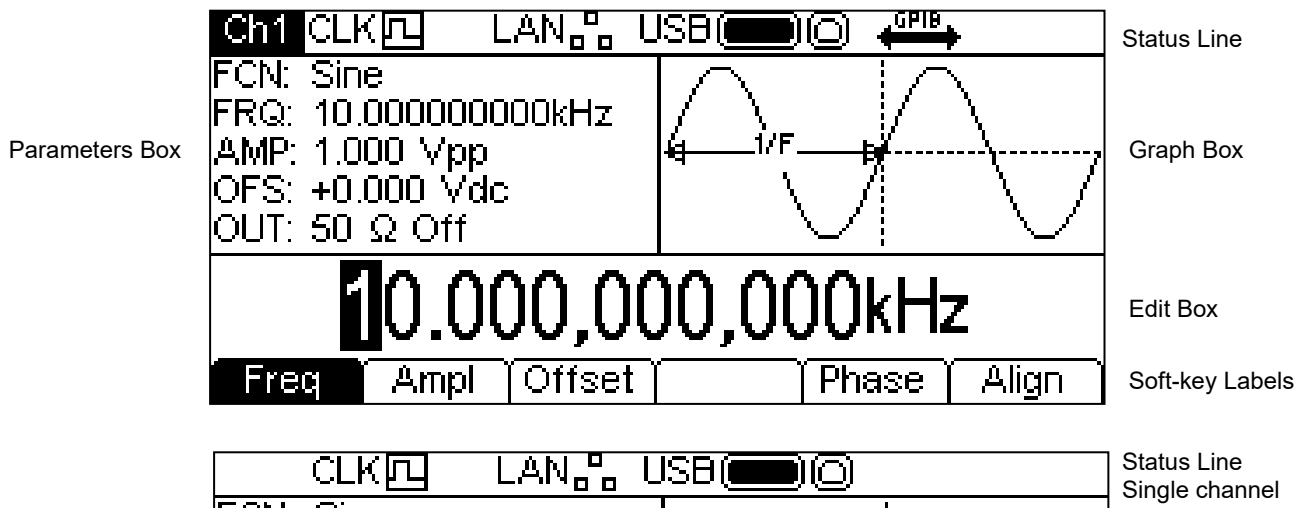 Ch1 CLK LAN USB GPIB
Status Line
Parameters Box
FCN: Sine
FRQ: 10.000000000kHz
AMP: 1.000 Vpp
OFS: +0.000 Vdc
OUT: 50 Ω Off
1/F
Graph Box
10.000,000,000kHz
Edit Box
Freq Ampl Offset Phase Align
Soft-key Labels
CLK LAN USB
Status Line
Single channel